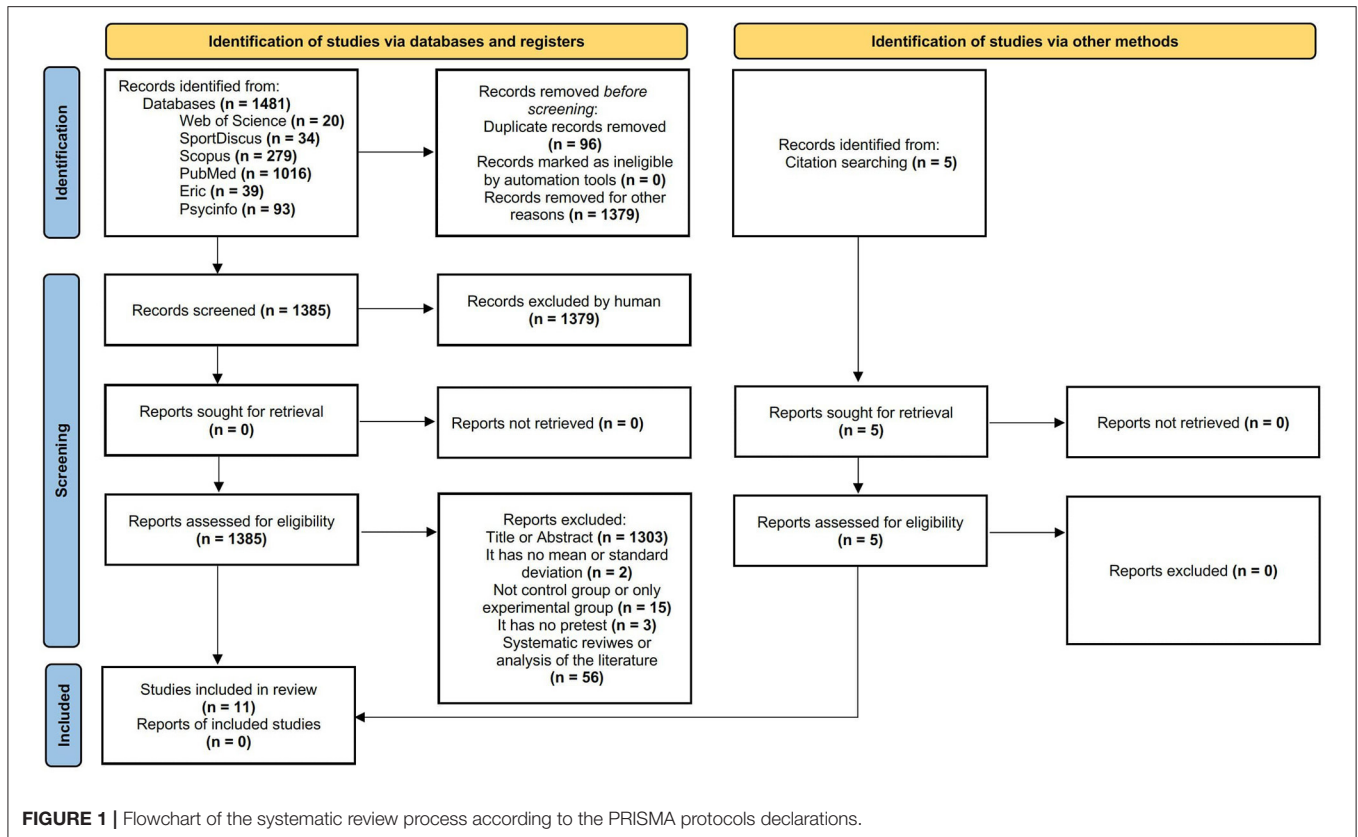 Identification of studies via databases and registers
Identification of studies via other methods
Identification
Records identified from:
Databases (n = 1481)
Web of Science (n = 20)
SportDiscus (n = 34)
Scopus (n = 279)
PubMed (n = 1016)
Eric (n = 39)
Psycinfo (n = 93)
Records removed before
screening:
Duplicate records removed
(n = 96)
Records marked as ineligible
by automation tools (n = 0)
Records removed for other
reasons (n = 1379)
Records identified from:
Citation searching (n = 5)
Screening
Records screened (n = 1385)
Records excluded by human
(n = 1379)
Reports sought for retrieval
(n = 0)
Reports not retrieved (n = 0)
Reports sought for retrieval
(n = 5)
Reports not retrieved (n = 0)
Reports assessed for eligibility
(n = 1385)
Reports excluded:
Title or Abstract (n = 1303)
It has no mean or standard
deviation (n = 2)
Not control group or only
experimental group (n = 15)
It has no pretest (n = 3)
Systematic reviwes or
analysis of the literature
(n = 56)
Reports assessed for eligibility
(n = 5)
Reports excluded (n = 0)
Included
Studies included in review
(n = 11)
Reports of included studies
(n = 0)
FIGURE 1 | Flowchart of the systematic review process according to the PRISMA protocols declarations.